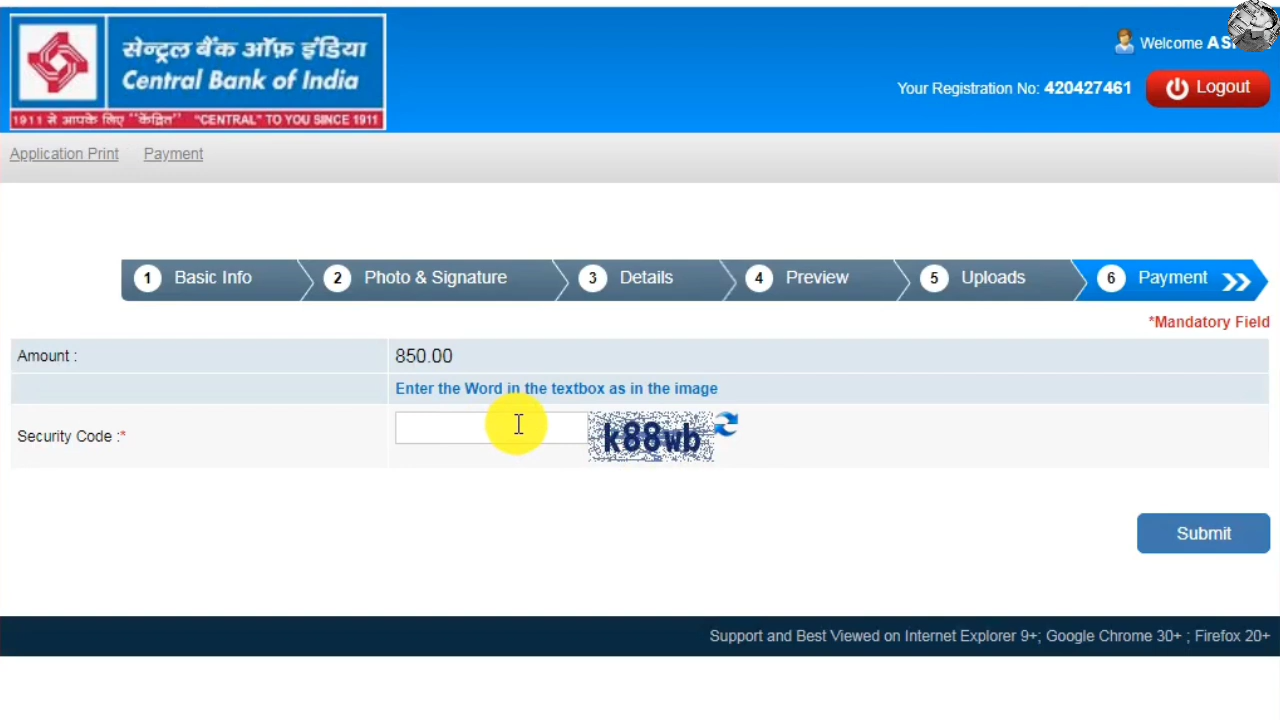 सेन्ट्रल बैंक ऑफ़ इंडिया
Central Bank of India
1911 से आपके लिए "केंद्रित" "CENTRAL" TO YOU SINCE 1911
Welcome
Your Registration No: 420427461
Logout
Application Print Payment
1 Basic Info 2 Photo & Signature 3 Details 4 Preview 5 Uploads 6 Payment
*Mandatory Field
Amount : 850.00
Enter the Word in the textbox as in the image
Security Code :* k88wb
Submit
Support and Best Viewed on Internet Explorer 9+; Google Chrome 30+ ; Firefox 20+